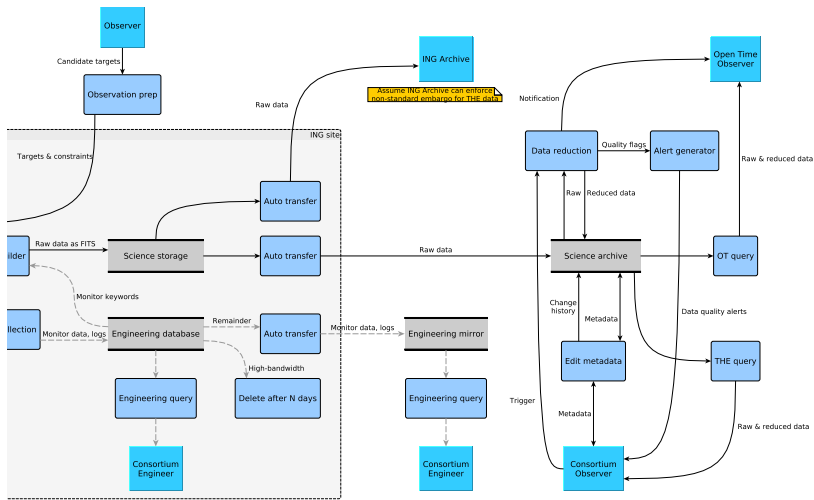 Observer
ING Archive
Open Time
Observer
Candidate targets
Observation prep
Assume ING Archive can enforce
non-standard embargo for THE data
Notification
Raw data
ING site
Data reduction
Quality flags
Alert generator
Targets & constraints
Raw & reduced data
Auto transfer
Raw
Reduced data
ilder
Raw data as FITS
Science storage
Auto transfer
Raw data
Science archive
OT query
Monitor keywords
Change
history
Metadata
Data quality alerts
llection
Monitor data, logs
Engineering database
Remainder
Auto transfer
Monitor data, logs
Engineering mirror
High-bandwidth
Edit metadata
THE query
Engineering query
Delete after N days
Engineering query
Trigger
Metadata
Raw & reduced data
Consortium
Engineer
Consortium
Engineer
Consortium
Observer